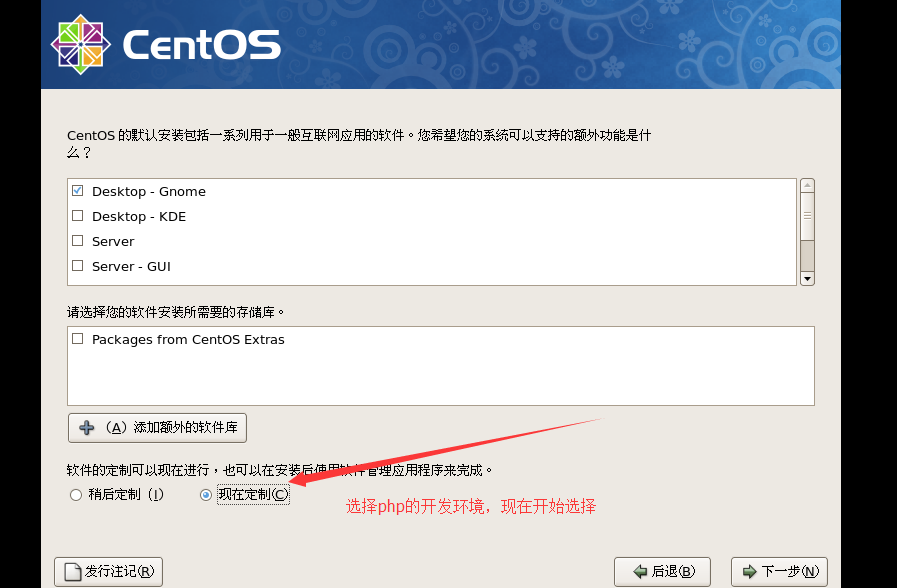 CentOS
CentOS 的默认安装包括一系列用于一般互联网应用的软件。您希望您的系统可以支持的额外功能是什
么？
Desktop - Gnome
Desktop - KDE
Server
Server - GUI
请选择您的软件安装所需要的存储库。
Packages from CentOS Extras
（A）添加额外的软件库
软件的定制可以现在进行，也可以在安装后使用软件管理应用程序来完成。
稍后定制（I） 现在定制(C)
选择php的开发环境，现在开始选择
发行注记(R) 后退(B) 下一步(N)